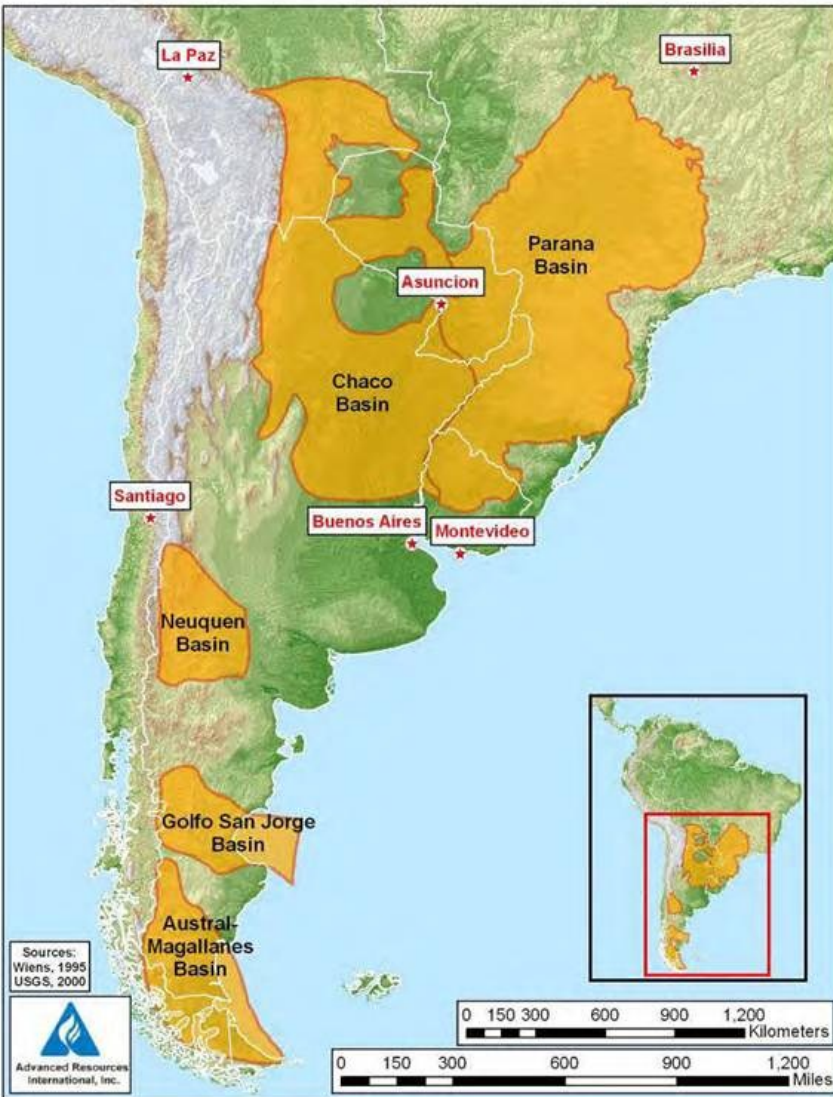 La Paz
Brasilia
Parana
Basin
Asuncion
Chaco
Basin
Santiago
Buenos Aires
Montevideo
Neuquen
Basin
Golfo San Jorge
Basin
Austral-
Magallanes
Basin
Sources:
Wiens, 1995
USGS, 2000
Advanced Resources
International, Inc.
0 150 300 600 900 1,200
Kilometers
0 150 300 600 900 1,200
Miles